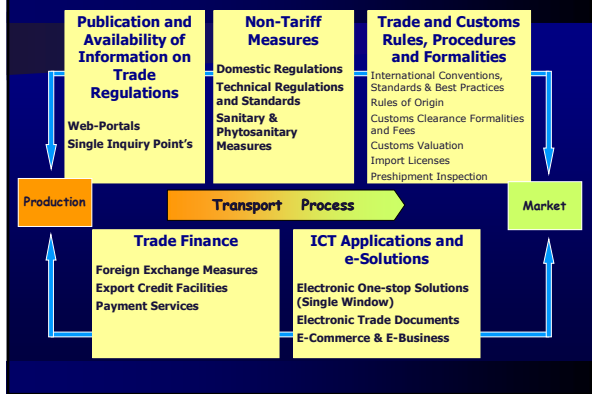 Publication and
Availability of
Information on
Trade
Regulations
Web-Portals
Single Inquiry Point's
Non-Tariff
Measures
Domestic Regulations
Technical Regulations
and Standards
Sanitary &
Phytosanitary
Measures
Trade and Customs
Rules, Procedures
and Formalities
International Conventions,
Standards & Best Practices
Rules of Origin
Customs Clearance Formalities
and Fees
Customs Valuation
Import Licenses
Preshipment Inspection
Production
Transport Process
Market
Trade Finance
Foreign Exchange Measures
Export Credit Facilities
Payment Services
ICT Applications and
e-Solutions
Electronic One-stop Solutions
(Single Window)
Electronic Trade Documents
E-Commerce & E-Business